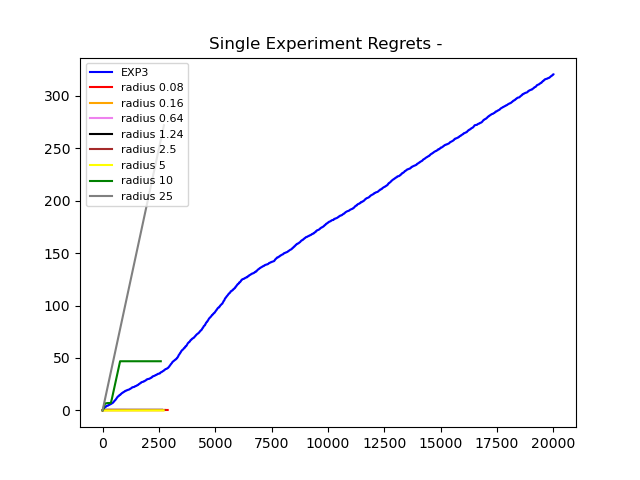 Single Experiment Regrets -
EXP3
radius 0.08
radius 0.16
radius 0.64
radius 1.24
radius 2.5
radius 5
radius 10
radius 25
300
250
200
150
100
50
0
0 2500 5000 7500 10000 12500 15000 17500 20000